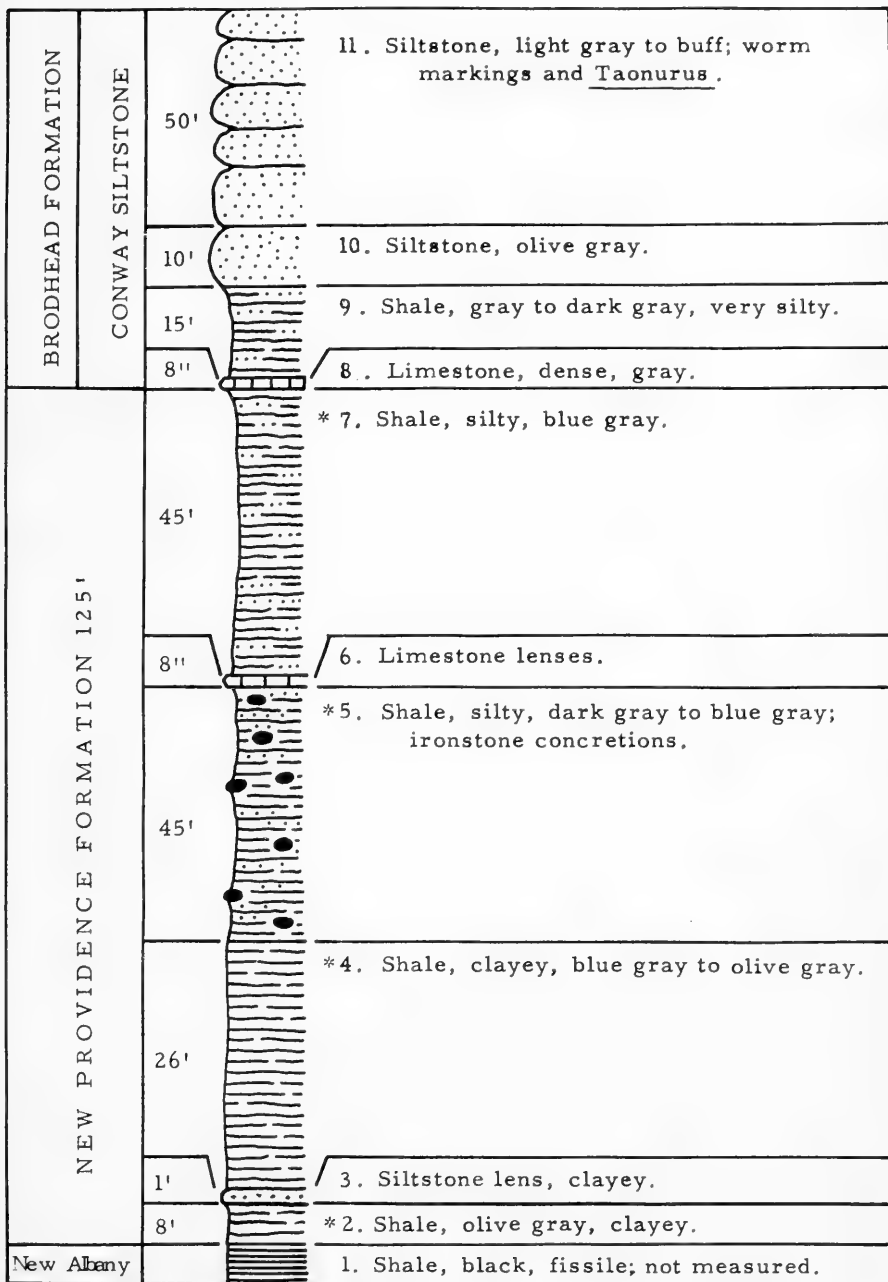 BRODHEAD FORMATION
CONWAY SILTSTONE
50' 11. Siltstone, light gray to buff; worm
markings and Taonurus.
10' 10. Siltstone, olive gray.
15' 9. Shale, gray to dark gray, very silty.
8" 8. Limestone, dense, gray.
NEW PROVIDENCE FORMATION 125'
45' *7. Shale, silty, blue gray.
8" 6. Limestone lenses.
45' *5. Shale, silty, dark gray to blue gray;
ironstone concretions.
26' *4. Shale, clayey, blue gray to olive gray.
1' 3. Siltstone lens, clayey.
8' *2. Shale, olive gray, clayey.
New Albany 1. Shale, black, fissile; not measured.